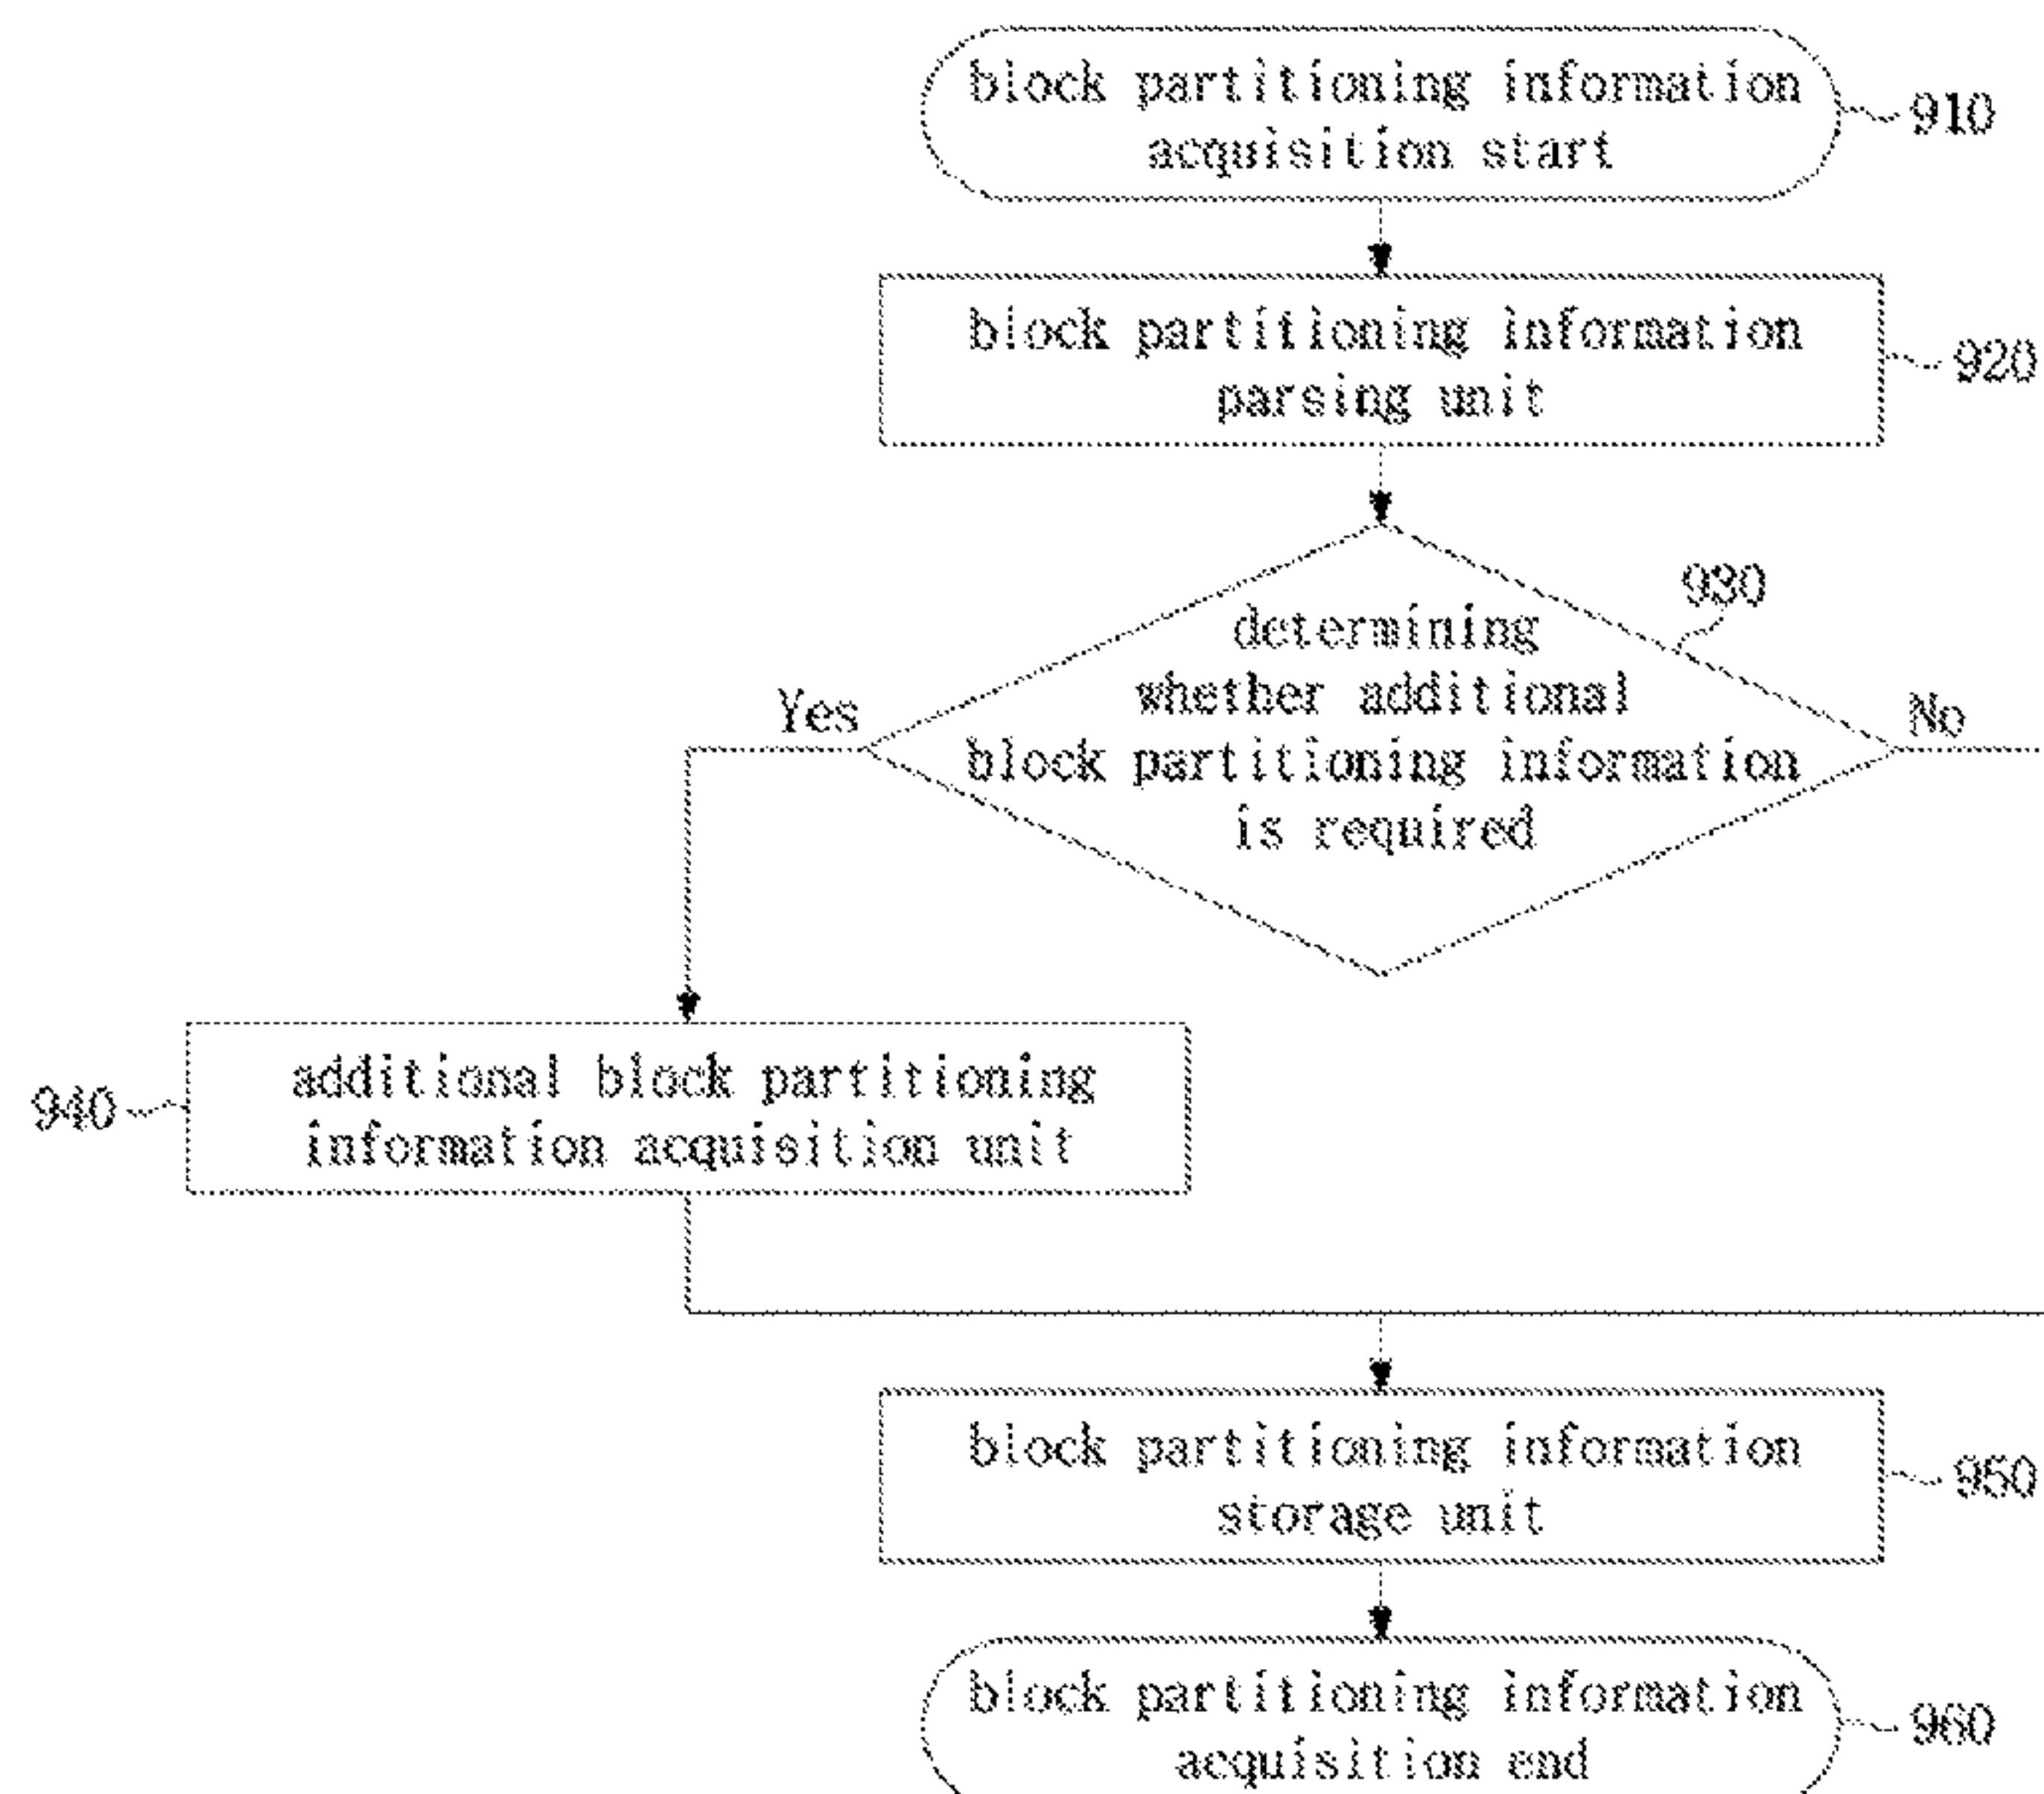 block partitioning information
acquisition start
910
block partitioning information
parsing unit
920
930
determining
whether additional
block partitioning information
is required
Yes
No
additional block partitioning
information acquisition unit
940
block partitioning information
storage unit
950
block partitioning information
acquisition end
960